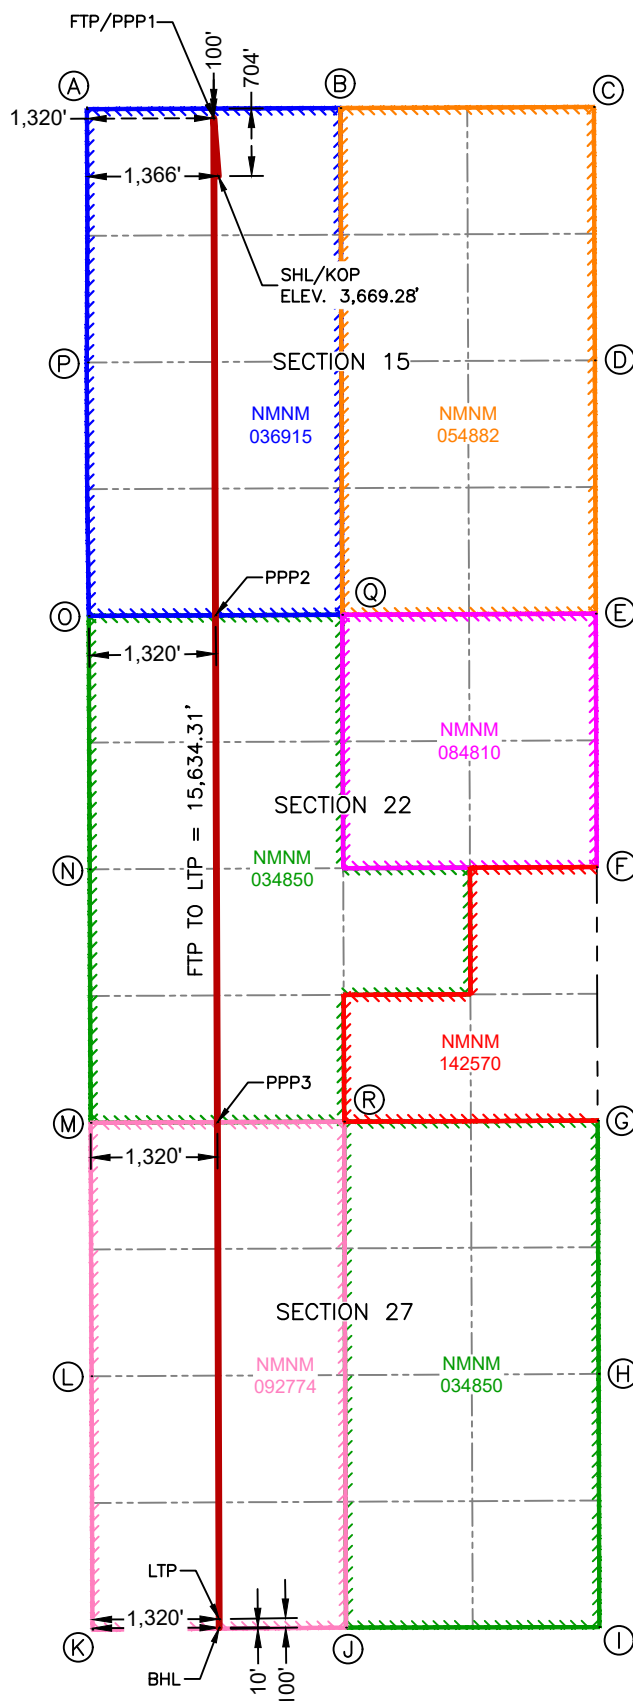 FTP/PPP1
100'
704'
A
B
C
1,320'
1,366'
SHL/KOP
ELEV. 3,669.28'
P
SECTION 15
D
NMNM
036915
NMNM
054882
PPP2
Q
O
E
1,320'
NMNM
084810
SECTION 22
FTP TO LTP = 15,634.31'
N
NMNM
034850
F
NMNM
142570
PPP3
R
M
G
1,320'
SECTION 27
L
NMNM
092774
NMNM
034850
H
LTP
1,320'
K
J
I
BHL
10'
100'